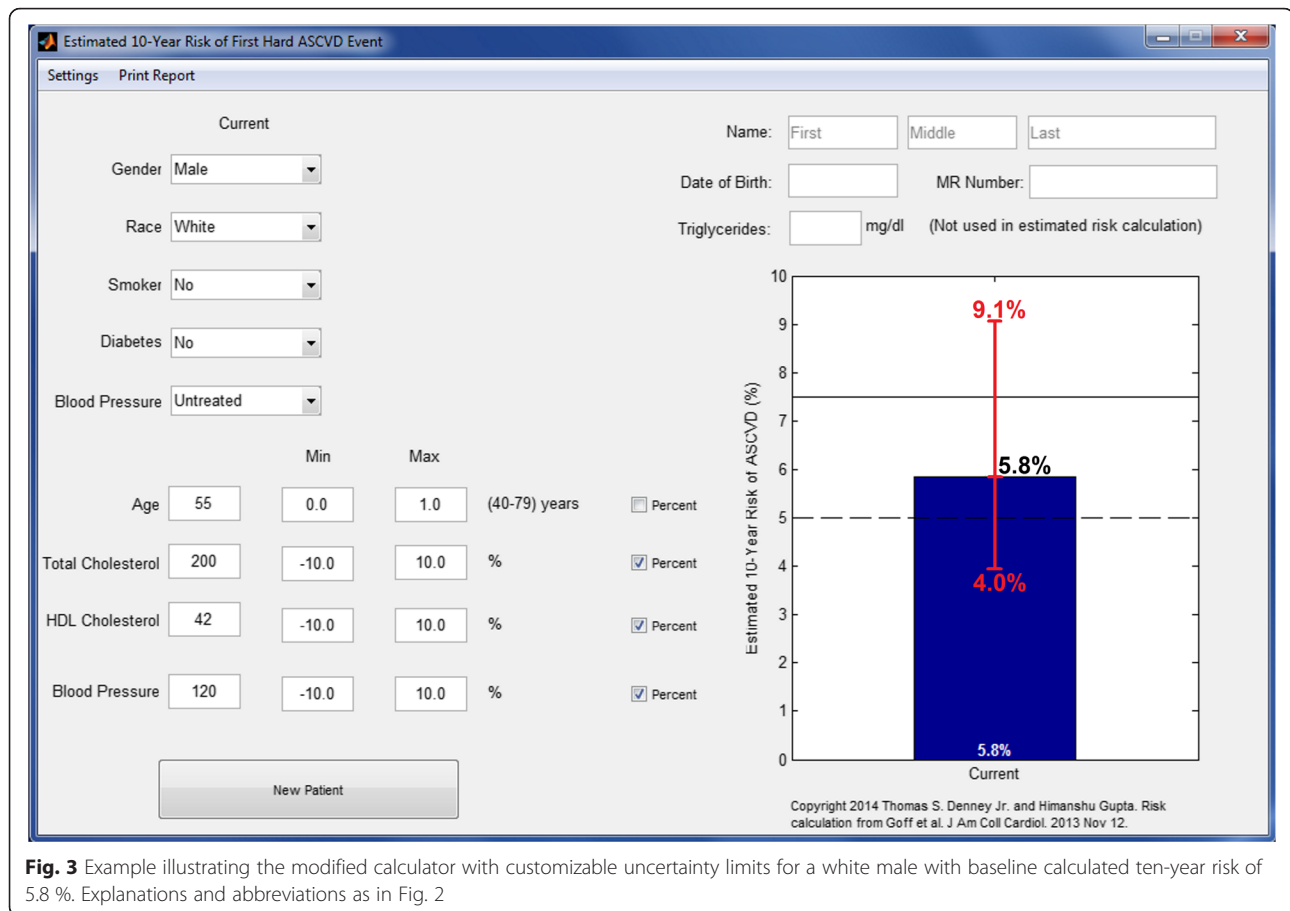 Estimated 10-Year Risk of First Hard ASCVD Event
Settings Print Report
Current
Gender Male
Race White
Smoker No
Diabetes No
Blood Pressure Untreated
Min Max
Age 55 0.0 1.0 (40-79) years Percent
Total Cholesterol 200 -10.0 10.0 % Percent
HDL Cholesterol 42 -10.0 10.0 % Percent
Blood Pressure 120 -10.0 10.0 % Percent
New Patient
Name: First Middle Last
Date of Birth: MR Number:
Triglycerides: mg/dl (Not used in estimated risk calculation)
Estimated 10-Year Risk of ASCVD (%)
10
9
8
7
6
5
4
3
2
1
0
9.1%
5.8%
4.0%
5.8%
Current
Copyright 2014 Thomas S. Denney Jr. and Himanshu Gupta. Risk
calculation from Goff et al. J Am Coll Cardiol. 2013 Nov 12.
Fig. 3 Example illustrating the modified calculator with customizable uncertainty limits for a white male with baseline calculated ten-year risk of
5.8 %. Explanations and abbreviations as in Fig. 2